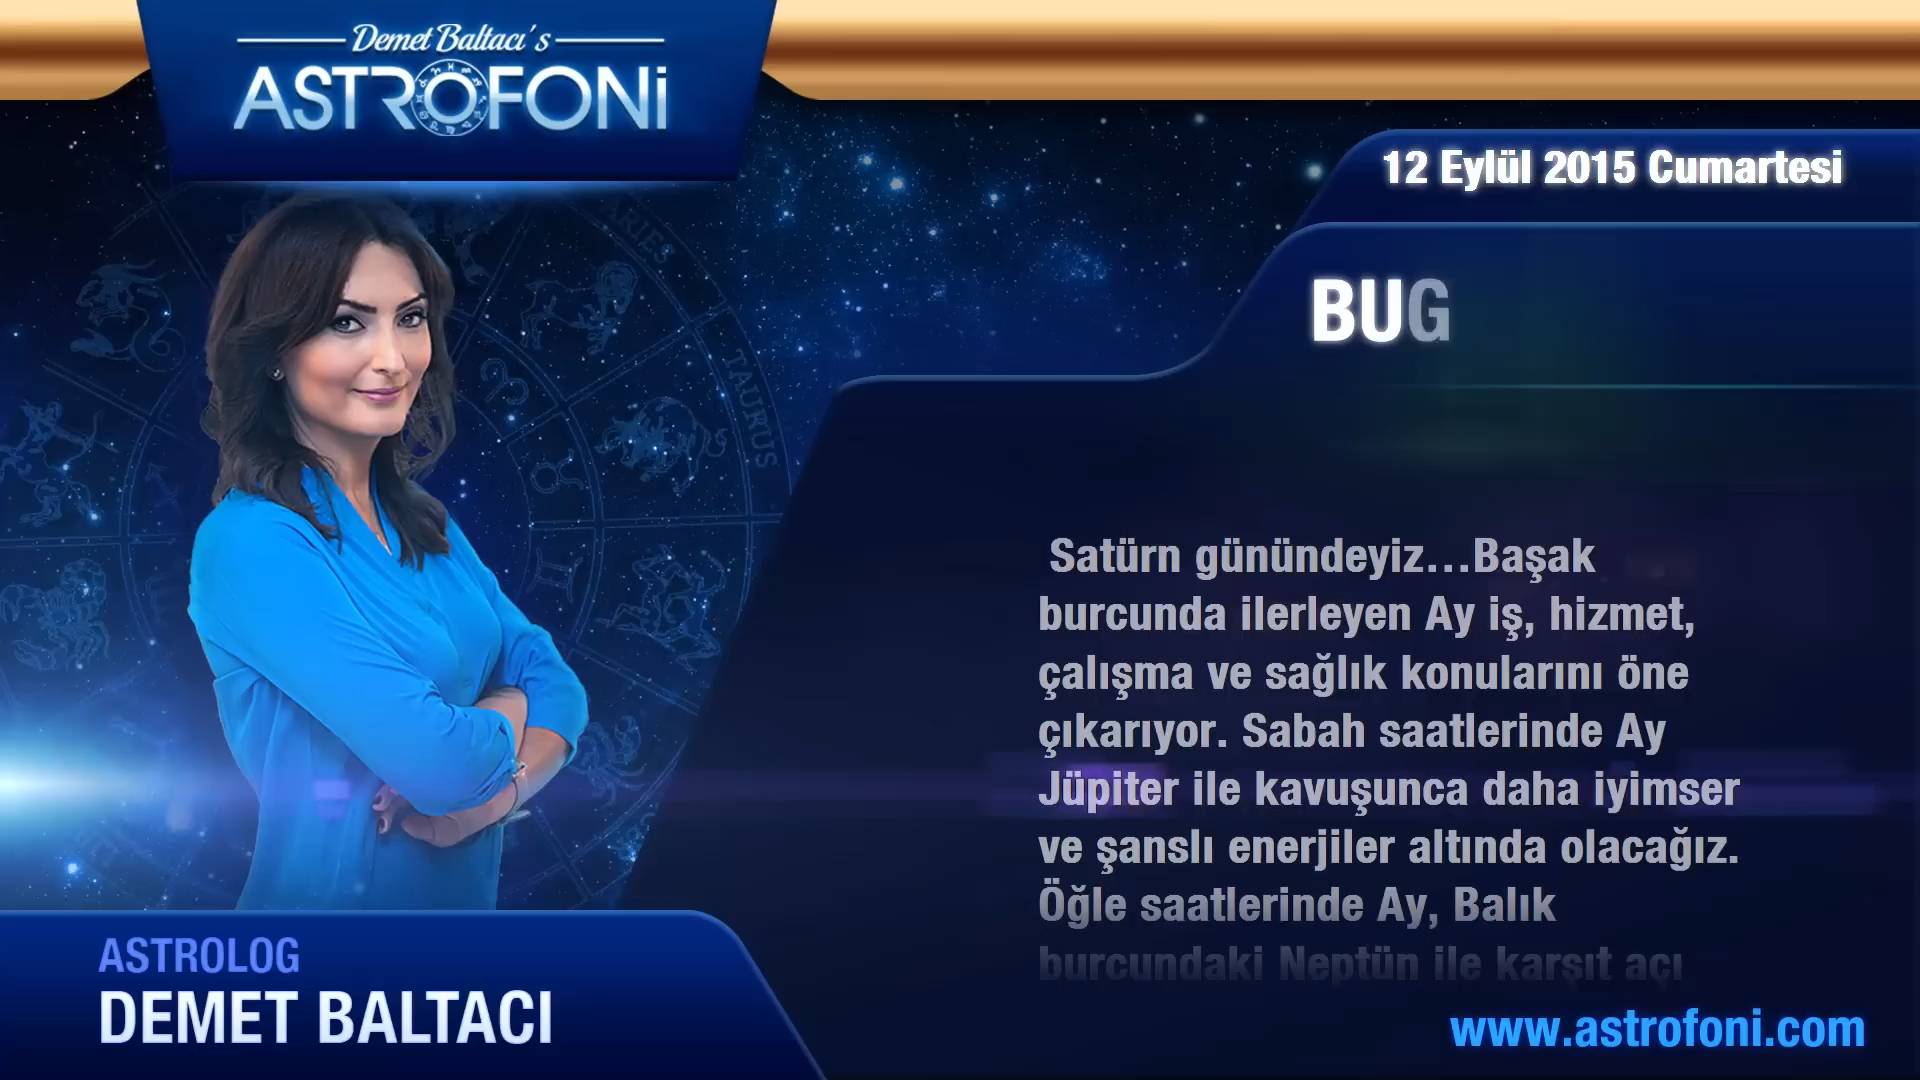 Demet Baltacı's
ASTROFONi
12 Eylül 2015 Cumartesi
BUG
ARIES
TAURUS
Satürn günündeyiz...Başak
burcunda ilerleyen Ay iş, hizmet,
çalışma ve sağlık konularını öne
çıkarıyor. Sabah saatlerinde Ay
Jüpiter ile kavuşunca daha iyimser
ve şanslı enerjiler altında olacağız.
Öğle saatlerinde Ay, Balık
burcundaki Neptün ile karşıt açı
ASTROLOG
DEMET BALTACI
www.astrofoni.com